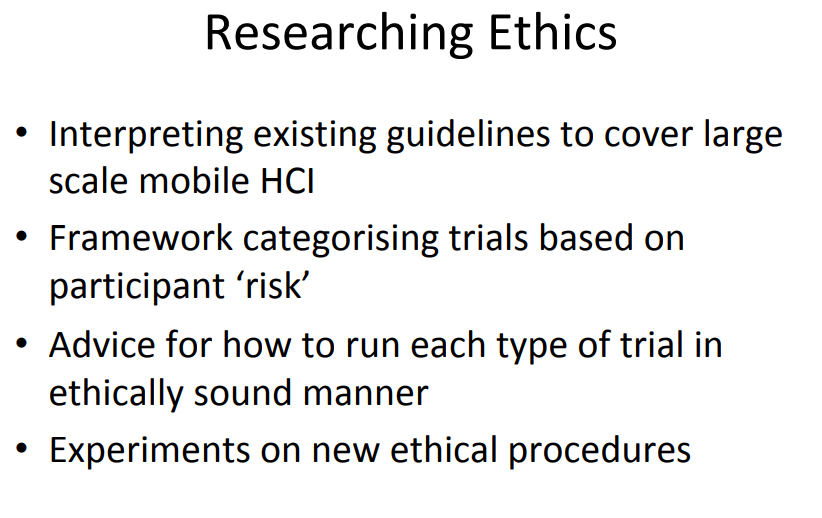 Researching Ethics
• Interpreting existing guidelines to cover large
scale mobile HCI
• Framework categorising trials based on
participant ‘risk’
• Advice for how to run each type of trial in
ethically sound manner
• Experiments on new ethical procedures